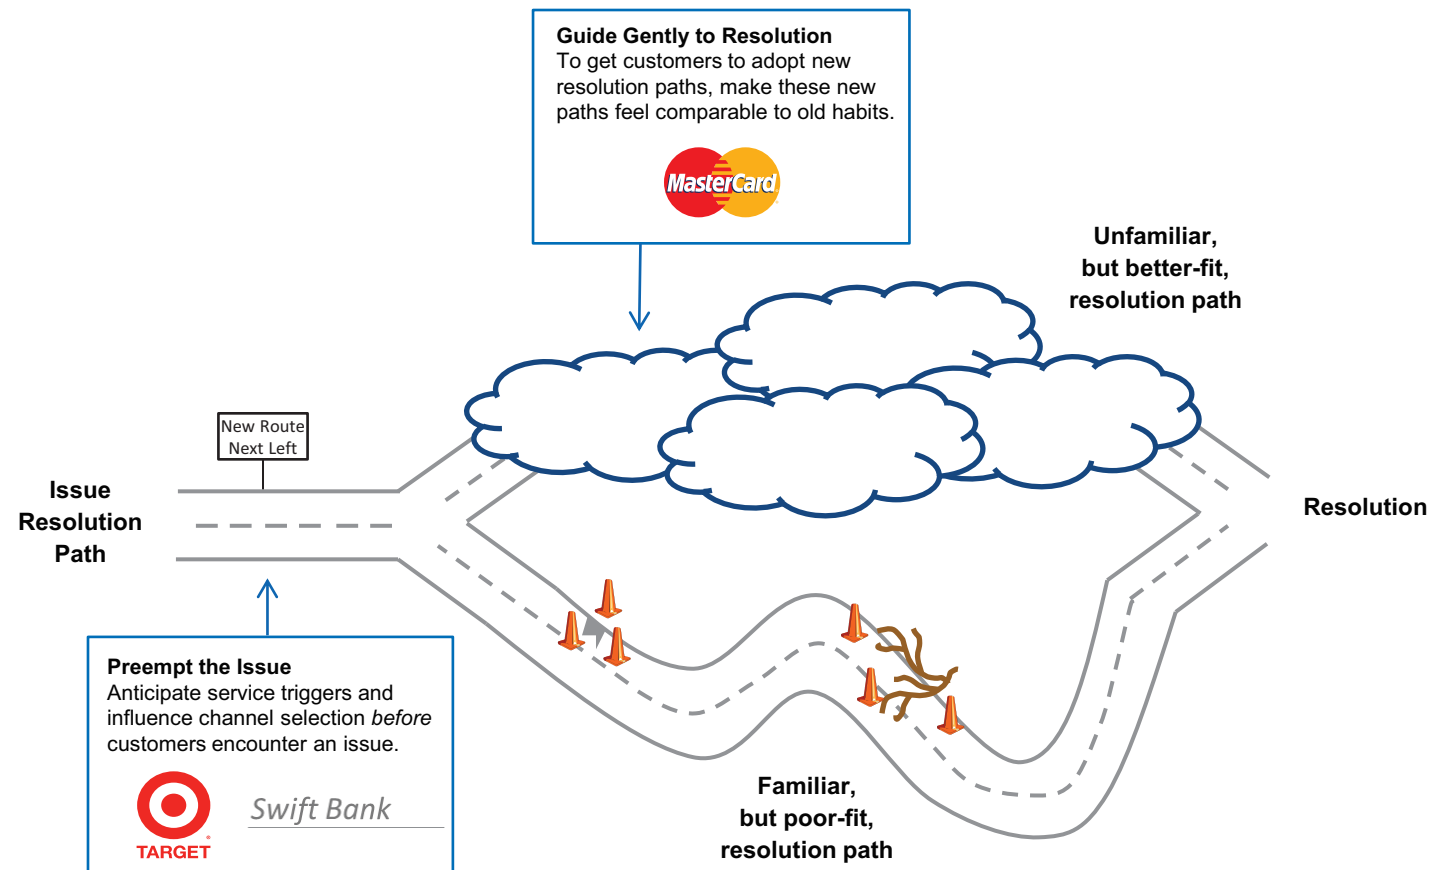 Guide Gently to Resolution
To get customers to adopt new
resolution paths, make these new
paths feel comparable to old habits.
MasterCard
Unfamiliar,
but better-fit,
resolution path
New Route
Next Left
Issue
Resolution
Path
Resolution
Preempt the Issue
Anticipate service triggers and
influence channel selection before
customers encounter an issue.
TARGET
Swift Bank
Familiar,
but poor-fit,
resolution path